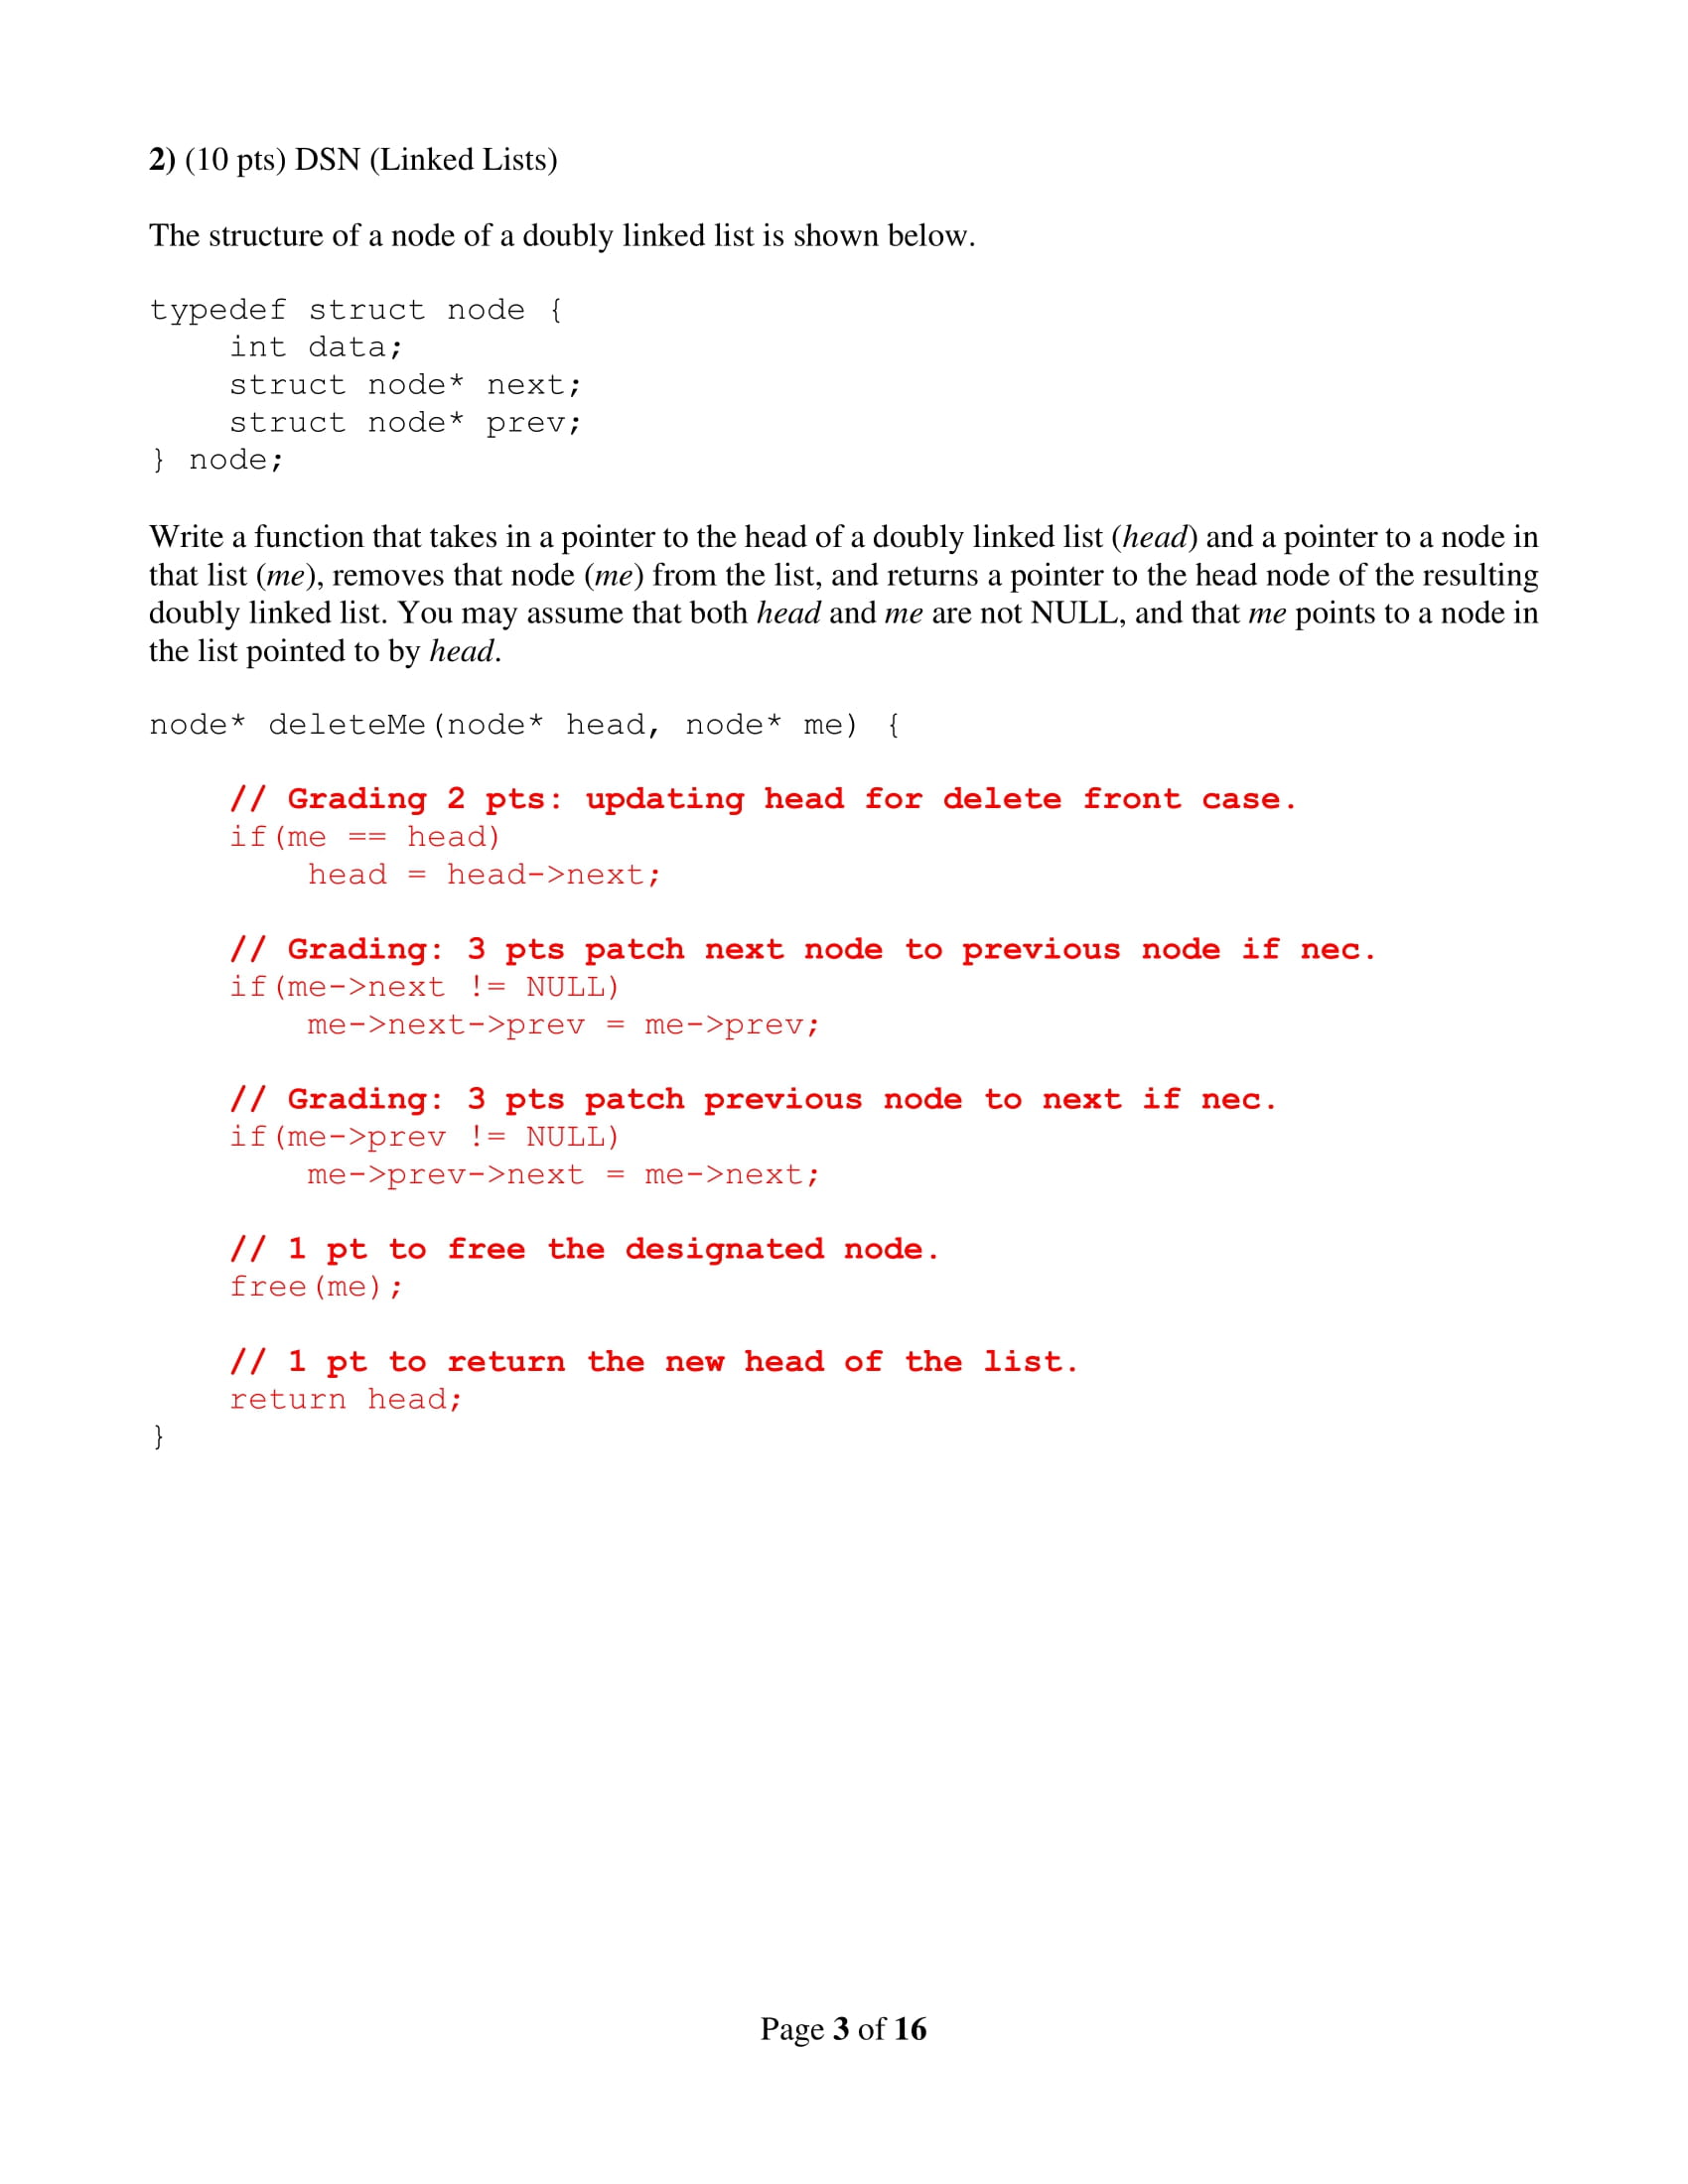 2) (10 pts) DSN (Linked Lists)
The structure of a node of a doubly linked list is shown below.
typedef struct node {
    int data;
    struct node* next;
    struct node* prev;
} node;
Write a function that takes in a pointer to the head of a doubly linked list (head) and a pointer to a node in
that list (me), removes that node (me) from the list, and returns a pointer to the head node of the resulting
doubly linked list. You may assume that both head and me are not NULL, and that me points to a node in
the list pointed to by head.
node* deleteMe(node* head, node* me) {
    // Grading 2 pts: updating head for delete front case.
    if(me == head)
        head = head->next;
    // Grading: 3 pts patch next node to previous node if nec.
    if(me->next != NULL)
        me->next->prev = me->prev;
    // Grading: 3 pts patch previous node to next if nec.
    if(me->prev != NULL)
        me->prev->next = me->next;
    // 1 pt to free the designated node.
    free(me);
    // 1 pt to return the new head of the list.
    return head;
}
Page 3 of 16